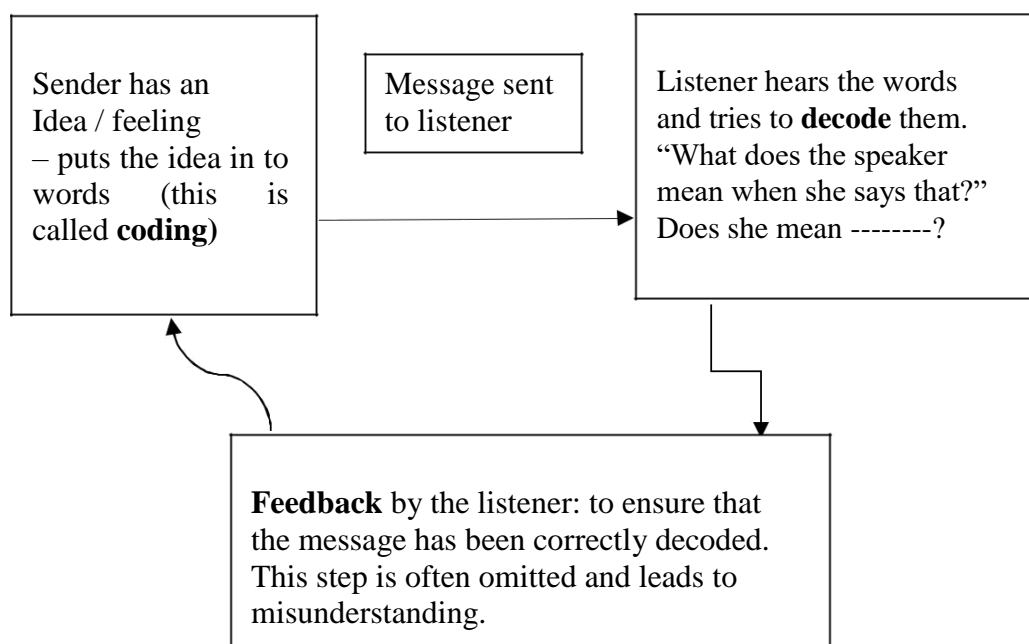 Sender has an
Idea / feeling
– puts the idea in to
words (this is
called coding)
Message sent
to listener
Listener hears the words
and tries to decode them.
“What does the speaker
mean when she says that?”
Does she mean --------?
Feedback by the listener: to ensure that
the message has been correctly decoded.
This step is often omitted and leads to
misunderstanding.